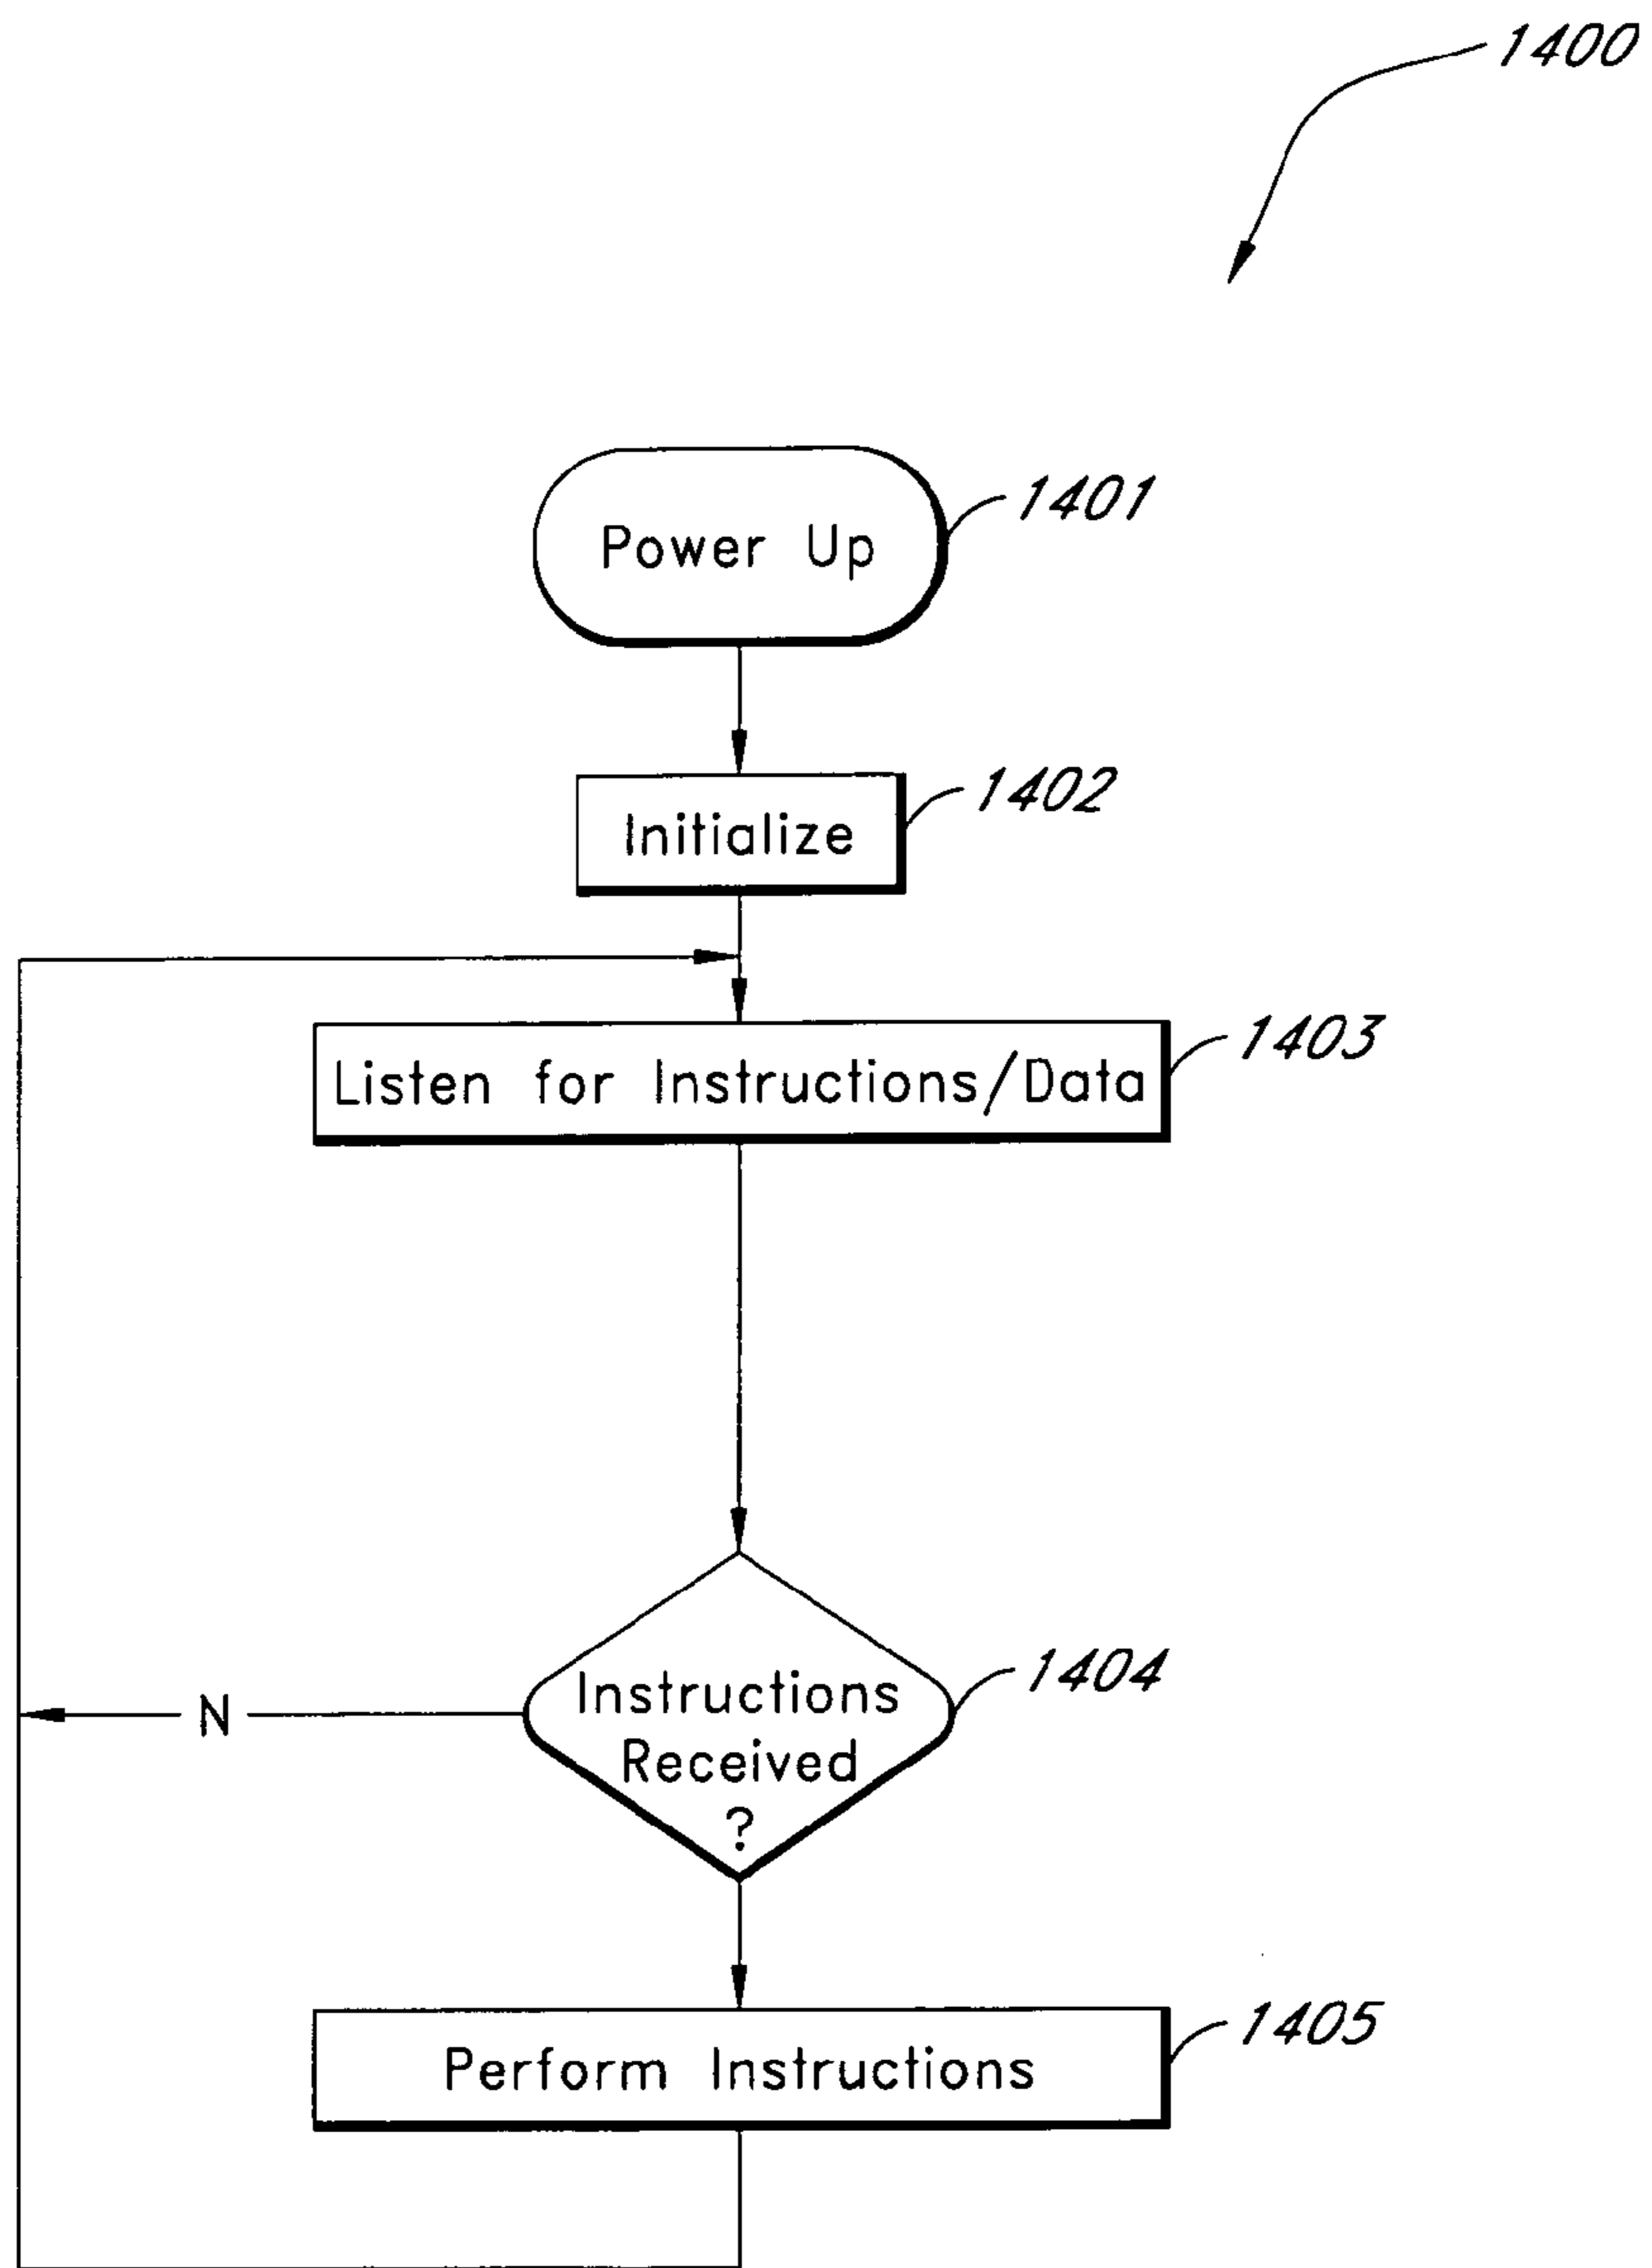 1400
Power Up
1401
Initialize
1402
Listen for Instructions/Data
1403
Instructions
Received
?
1404
N
Perform Instructions
1405